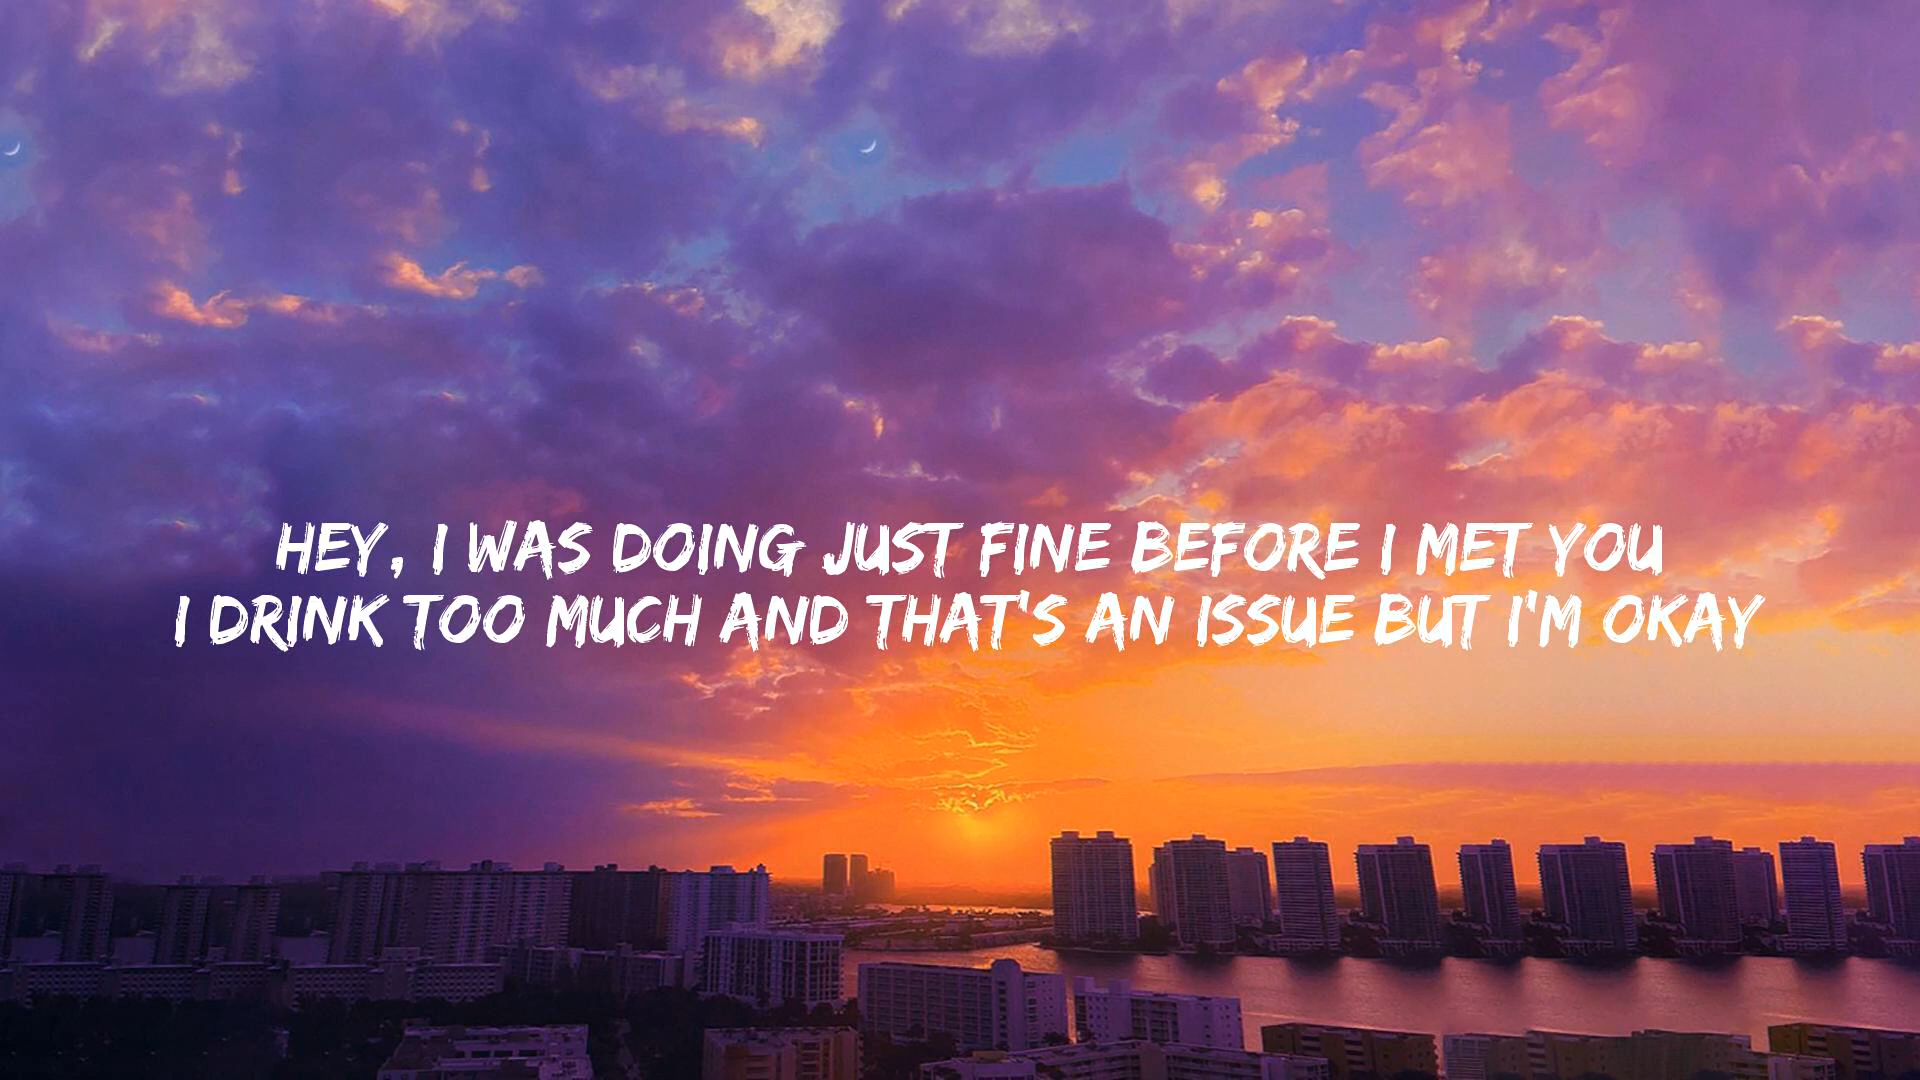 HEY, I WAS DOING JUST FINE BEFORE I MET YOU
I DRINK TOO MUCH AND THAT'S AN ISSUE BUT I'M OKAY